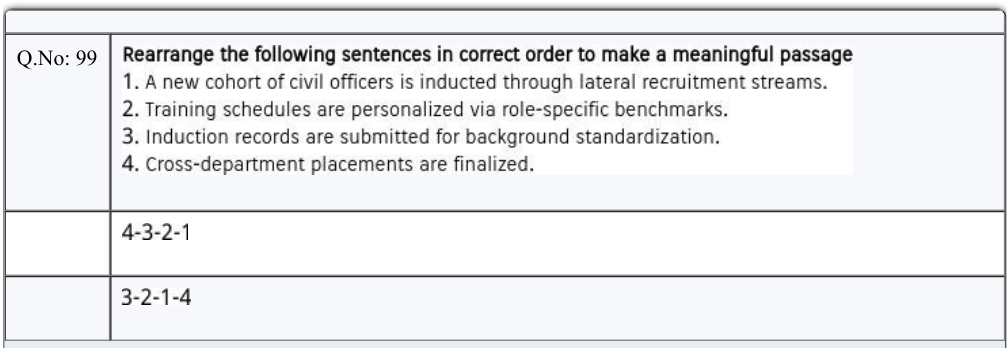 Q.No: 99
Rearrange the following sentences in correct order to make a meaningful passage
1. A new cohort of civil officers is inducted through lateral recruitment streams.
2. Training schedules are personalized via role-specific benchmarks.
3. Induction records are submitted for background standardization.
4. Cross-department placements are finalized.
4-3-2-1
3-2-1-4